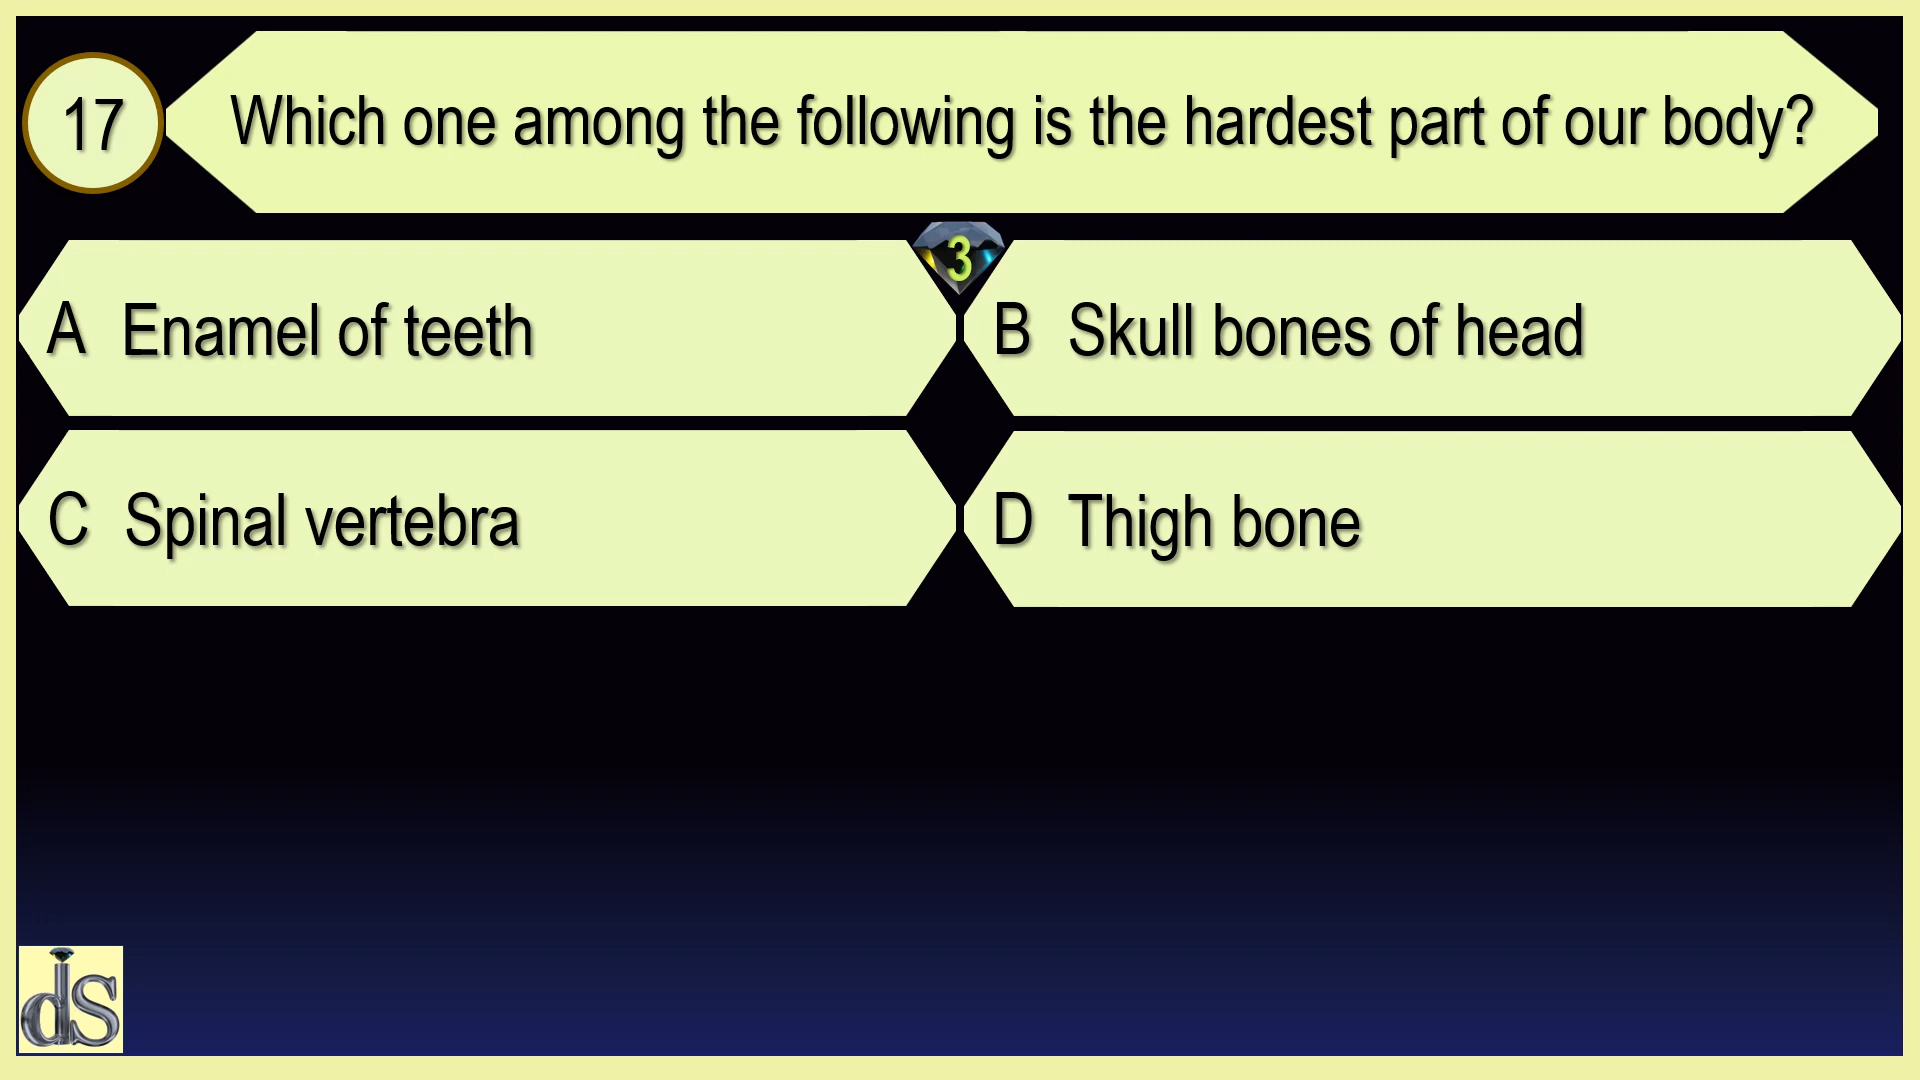 17
Which one among the following is the hardest part of our body?
3
A Enamel of teeth
B Skull bones of head
C Spinal vertebra
D Thigh bone
ds